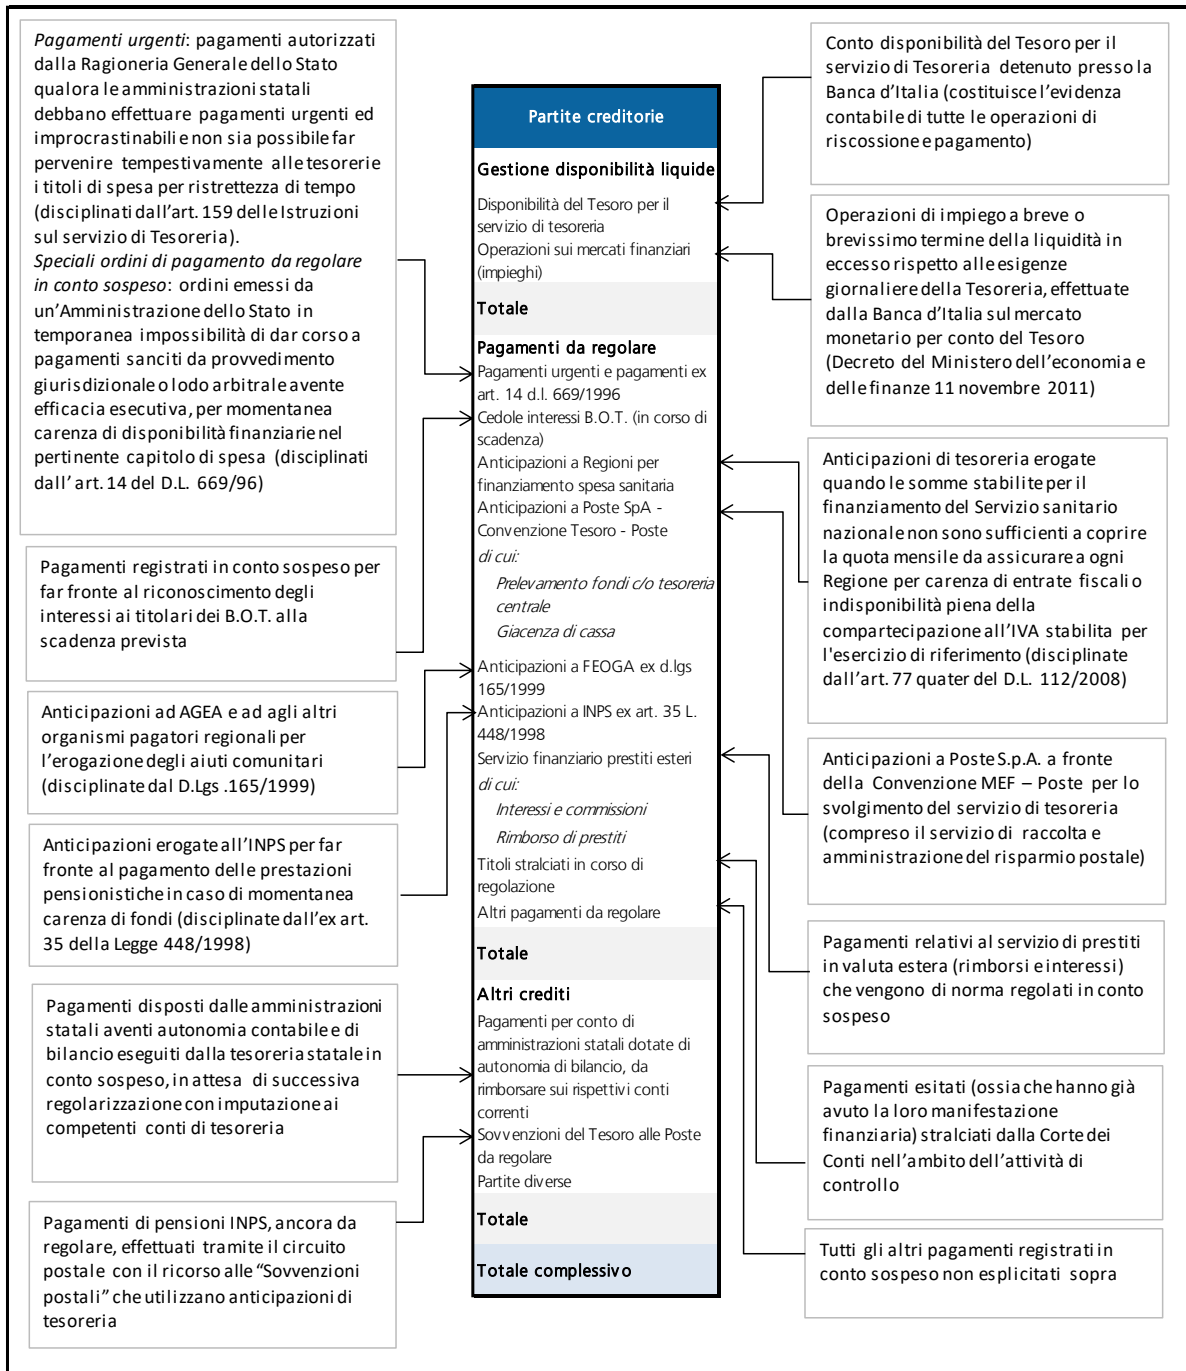 Pagamenti urgenti: pagamenti autorizzati
dalla Ragioneria Generale dello Stato
qualora le amministrazioni statali
debbano effettuare pagamenti urgenti ed
improcrastinabili e non sia possibile far
pervenire tempestivamente alle tesorerie
i titoli di spesa per ristrettezza di tempo
(disciplinati dall'art. 159 delle Istruzioni
sul servizio di Tesoreria).
Speciali ordini di pagamento da regolare
in conto sospeso: ordini emessi da
un'Amministrazione dello Stato in
temporanea impossibilità di dar corso a
pagamenti sanciti da provvedimento
giurisdizionale o lodo arbitrale avente
efficacia esecutiva, per momentanea
carenza di disponibilità finanziarie nel
pertinente capitolo di spesa (disciplinati
dall' art. 14 del D.L. 669/96)
Pagamenti registrati in conto sospeso per
far fronte al riconoscimento degli
interessi ai titolari dei B.O.T. alla
scadenza prevista
Anticipazioni ad AGEA e ad agli altri
organismi pagatori regionali per
l'erogazione degli aiuti comunitari
(disciplinate dal D.Lgs .165/1999)
Anticipazioni erogate all'INPS per far
fronte al pagamento delle prestazioni
pensionistiche in caso di momentanea
carenza di fondi (disciplinate dall'ex art.
35 della Legge 448/1998)
Pagamenti disposti dalle amministrazioni
statali aventi autonomia contabile e di
bilancio eseguiti dalla tesoreria statale in
conto sospeso, in attesa di successiva
regolarizzazione con imputazione ai
competenti conti di tesoreria
Pagamenti di pensioni INPS, ancora da
regolare, effettuati tramite il circuito
postale con il ricorso alle "Sovvenzioni
postali" che utilizzano anticipazioni di
tesoreria
Partite creditorie
Gestione disponibilità liquide
Disponibilità del Tesoro per il
servizio di tesoreria
Operazioni sui mercati finanziari
(impieghi)
Totale
Pagamenti da regolare
Pagamenti urgenti e pagamenti ex
art. 14 d.l. 669/1996
Cedole interessi B.O.T. (in corso di
scadenza)
Anticipazioni a Regioni per
finanziamento spesa sanitaria
Anticipazioni a Poste SpA -
Convenzione Tesoro - Poste
di cui:
Prelevamento fondi c/o tesoreria
centrale
Giacenza di cassa
Anticipazioni a FEOGA ex d.lgs
165/1999
Anticipazioni a INPS ex art. 35 L.
448/1998
Servizio finanziario prestiti esteri
di cui:
Interessi e commissioni
Rimborso di prestiti
Titoli stralciati in corso di
regolazione
Altri pagamenti da regolare
Totale
Altri crediti
Pagamenti per conto di
amministrazioni statali dotate di
autonomia di bilancio, da
rimborsare sui rispettivi conti
correnti
Sovvenzioni del Tesoro alle Poste
da regolare
Partite diverse
Totale
Totale complessivo
Conto disponibilità del Tesoro per il
servizio di Tesoreria detenuto presso la
Banca d'Italia (costituisce l'evidenza
contabile di tutte le operazioni di
riscossione e pagamento)
Operazioni di impiego a breve o
brevissimo termine della liquidità in
eccesso rispetto alle esigenze
giornaliere della Tesoreria, effettuate
dalla Banca d'Italia sul mercato
monetario per conto del Tesoro
(Decreto del Ministero dell'economia e
delle finanze 11 novembre 2011)
Anticipazioni di tesoreria erogate
quando le somme stabilite per il
finanziamento del Servizio sanitario
nazionale non sono sufficienti a coprire
la quota mensile da assicurare a ogni
Regione per carenza di entrate fiscali o
indisponibilità piena della
compartecipazione all'IVA stabilita per
l'esercizio di riferimento (disciplinate
dall'art. 77 quater del D.L. 112/2008)
Anticipazioni a Poste S.p.A. a fronte
della Convenzione MEF – Poste per lo
svolgimento del servizio di tesoreria
(compreso il servizio di raccolta e
amministrazione del risparmio postale)
Pagamenti relativi al servizio di prestiti
in valuta estera (rimborsi e interessi)
che vengono di norma regolati in conto
sospeso
Pagamenti esitati (ossia che hanno già
avuto la loro manifestazione
finanziaria) stralciati dalla Corte dei
Conti nell'ambito dell'attività di
controllo
Tutti gli altri pagamenti registrati in
conto sospeso non esplicitati sopra